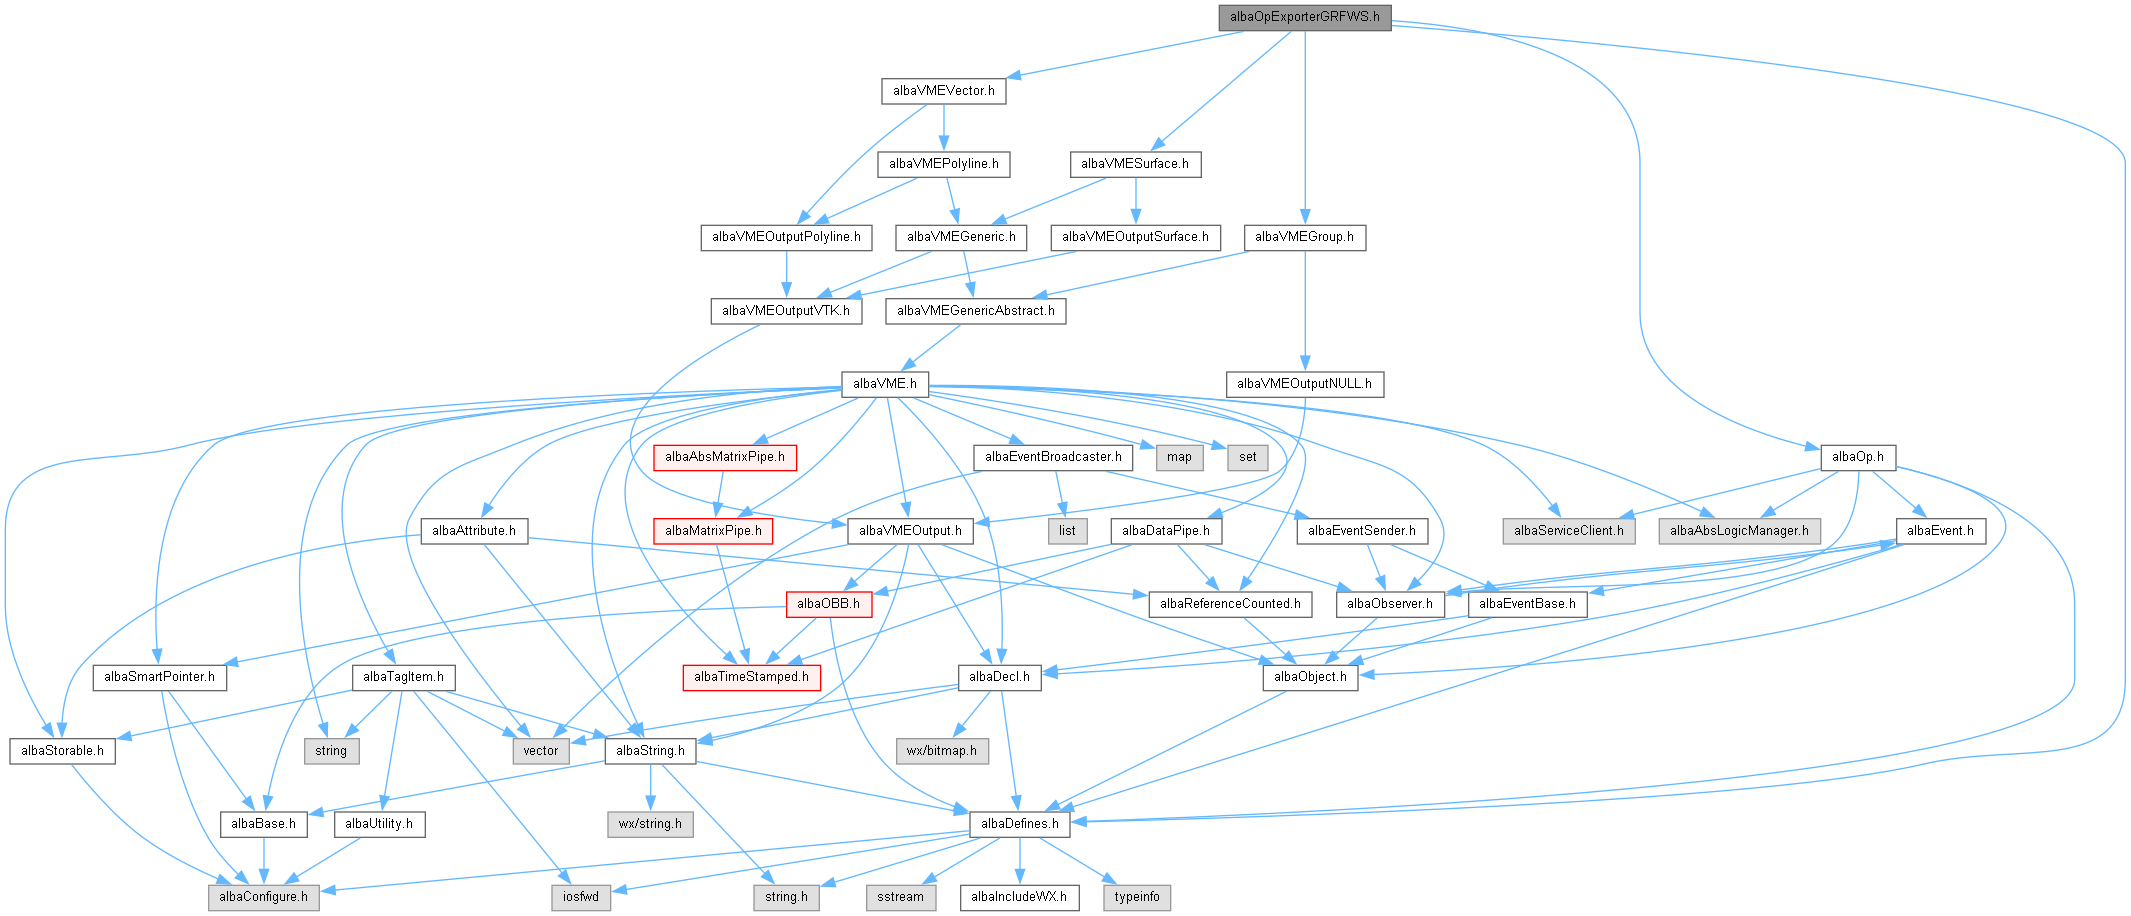 albaOpExporterGRFWS.h
albaVMEVector.h
albaVMEPolyline.h
albaVMESurface.h
albaVMEOutputPolyline.h
albaVMEGeneric.h
albaVMEOutputSurface.h
albaVMEGroup.h
albaVMEOutputVTK.h
albaVMEGenericAbstract.h
albaVME.h
albaVMEOutputNULL.h
albaAbsMatrixPipe.h
albaEventBroadcaster.h
map
set
albaOp.h
albaAttribute.h
albaMatrixPipe.h
albaVMEOutput.h
list
albaDataPipe.h
albaEventSender.h
albaServiceClient.h
albaAbsLogicManager.h
albaEvent.h
albaOBB.h
albaReferenceCounted.h
albaObserver.h
albaEventBase.h
albaSmartPointer.h
albaTagItem.h
albaTimeStamped.h
albaDecl.h
albaObject.h
albaStorable.h
string
vector
albaString.h
wx/bitmap.h
albaBase.h
albaUtility.h
wx/string.h
albaDefines.h
albaConfigure.h
iosfwd
string.h
sstream
albaIncludeWX.h
typeinfo